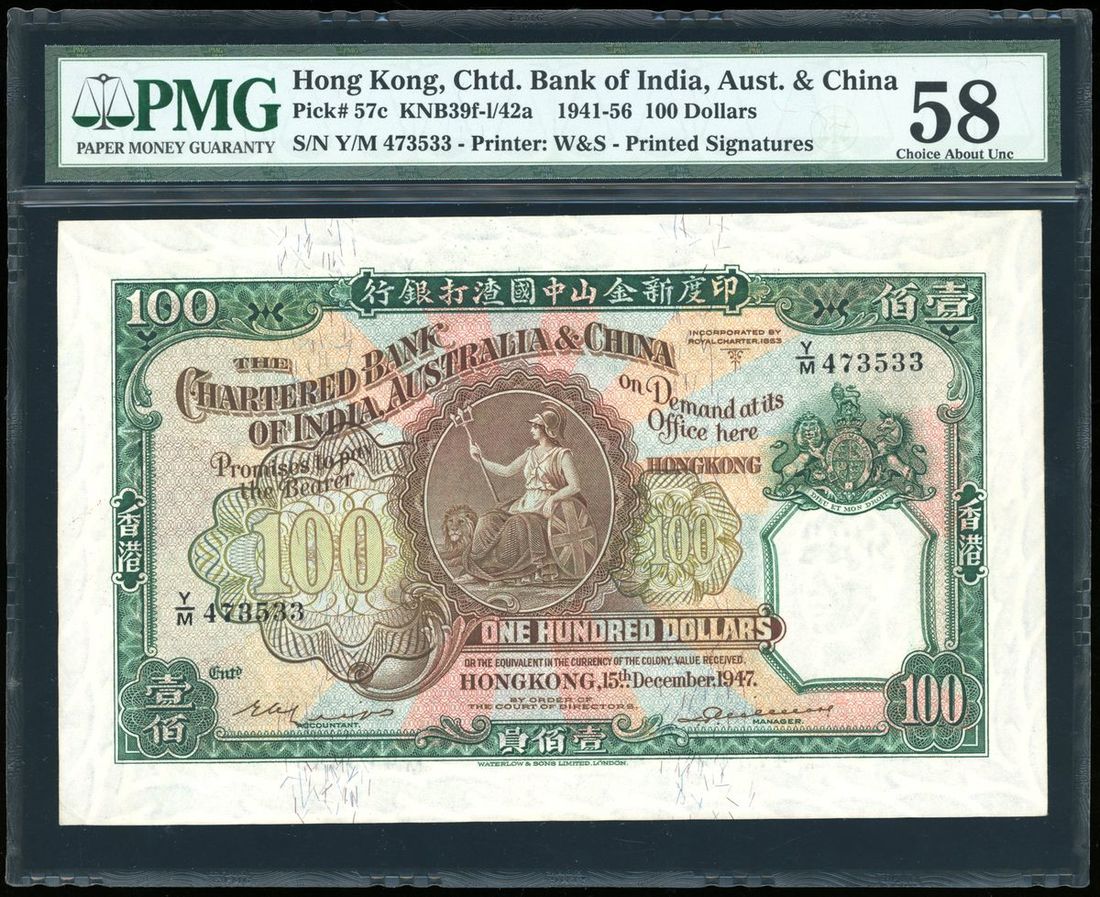 PMG
PAPER MONEY GUARANTY
Hong Kong, Chtd. Bank of India, Aust. & China
Pick# 57c KNB39f-l/42a 1941-56 100 Dollars
S/N Y/M 473533 - Printer: W&S - Printed Signatures
58
Choice About Unc
行銀打渣國中山金新度印
100
佰壹
THE
CHARTERED BANK
OF INDIA, AUSTRALIA & CHINA
INCORPORATED BY
ROYAL CHARTER, 1853
Y/M 473533
Promises to pay
the Bearer
on Demand at its
Office here
HONGKONG
DIEU ET MON DROIT
香港
香港
100
100
Y/M 473533
ONE HUNDRED DOLLARS
OR THE EQUIVALENT IN THE CURRENCY OF THE COLONY, VALUE RECEIVED.
HONGKONG, 15th December, 1947.
BY ORDER OF
THE COURT OF DIRECTORS.
Entd
壹佰
ACCOUNTANT.
MANAGER.
100
員佰壹
WATERLOW & SONS LIMITED, LONDON.